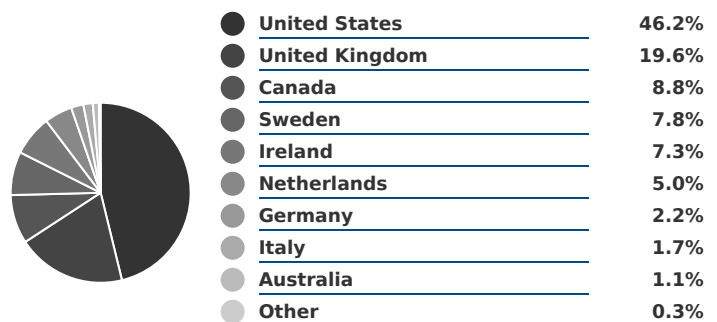 United States 46.2%
United Kingdom 19.6%
Canada 8.8%
Sweden 7.8%
Ireland 7.3%
Netherlands 5.0%
Germany 2.2%
Italy 1.7%
Australia 1.1%
Other 0.3%